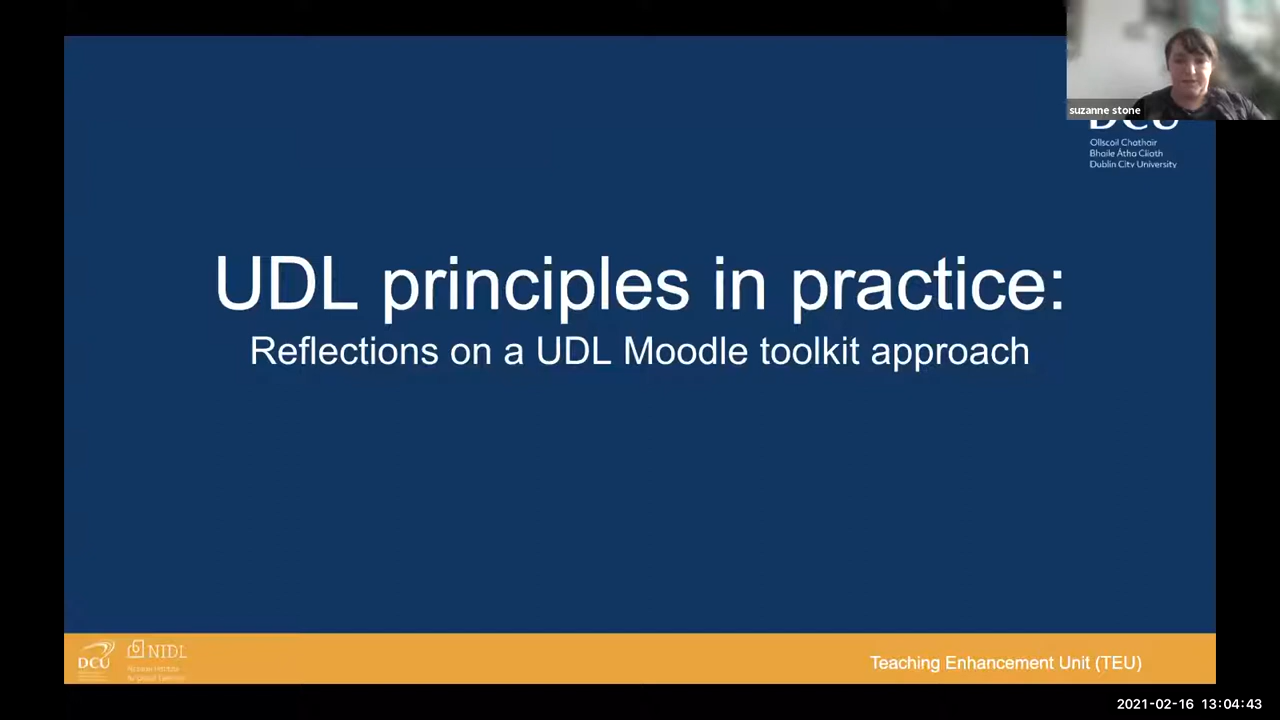 suzanne stone
DCU
Ollscoil Chathair
Bhaile Átha Cliath
Dublin City University
UDL principles in practice:
Reflections on a UDL Moodle toolkit approach
DCU
NIDL
Teaching Enhancement Unit (TEU)
2021-02-16 13:04:43